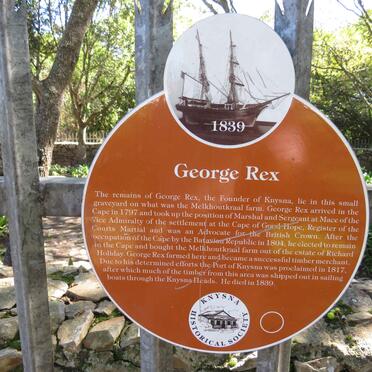 1839
George Rex
The remains of George Rex, the Founder of Knysna, lie in this small
graveyard on what was the Melkhoutkraal farm. George Rex arrived in the
Cape in 1797 and took up the position of Marshal and Sergeant at Mace of the
Vice Admiralty of the settlement at the Cape of Good Hope, Register of the
Courts Martial and was an Advocate for the British Crown. After the
occupation of the Cape by the Batavian Republic in 1804, he elected to remain
in the Cape and bought the Melkhoutkraal farm out of the estate of Richard
Holiday. George Rex farmed here and became a successful timber merchant.
Due to his determined efforts the Port of Knysna was proclaimed in 1817,
after which much of the timber from this area was shipped out in sailing
boats through the Knysna Heads. He died in 1839.
KNYSNA
HISTORICAL SOCIETY